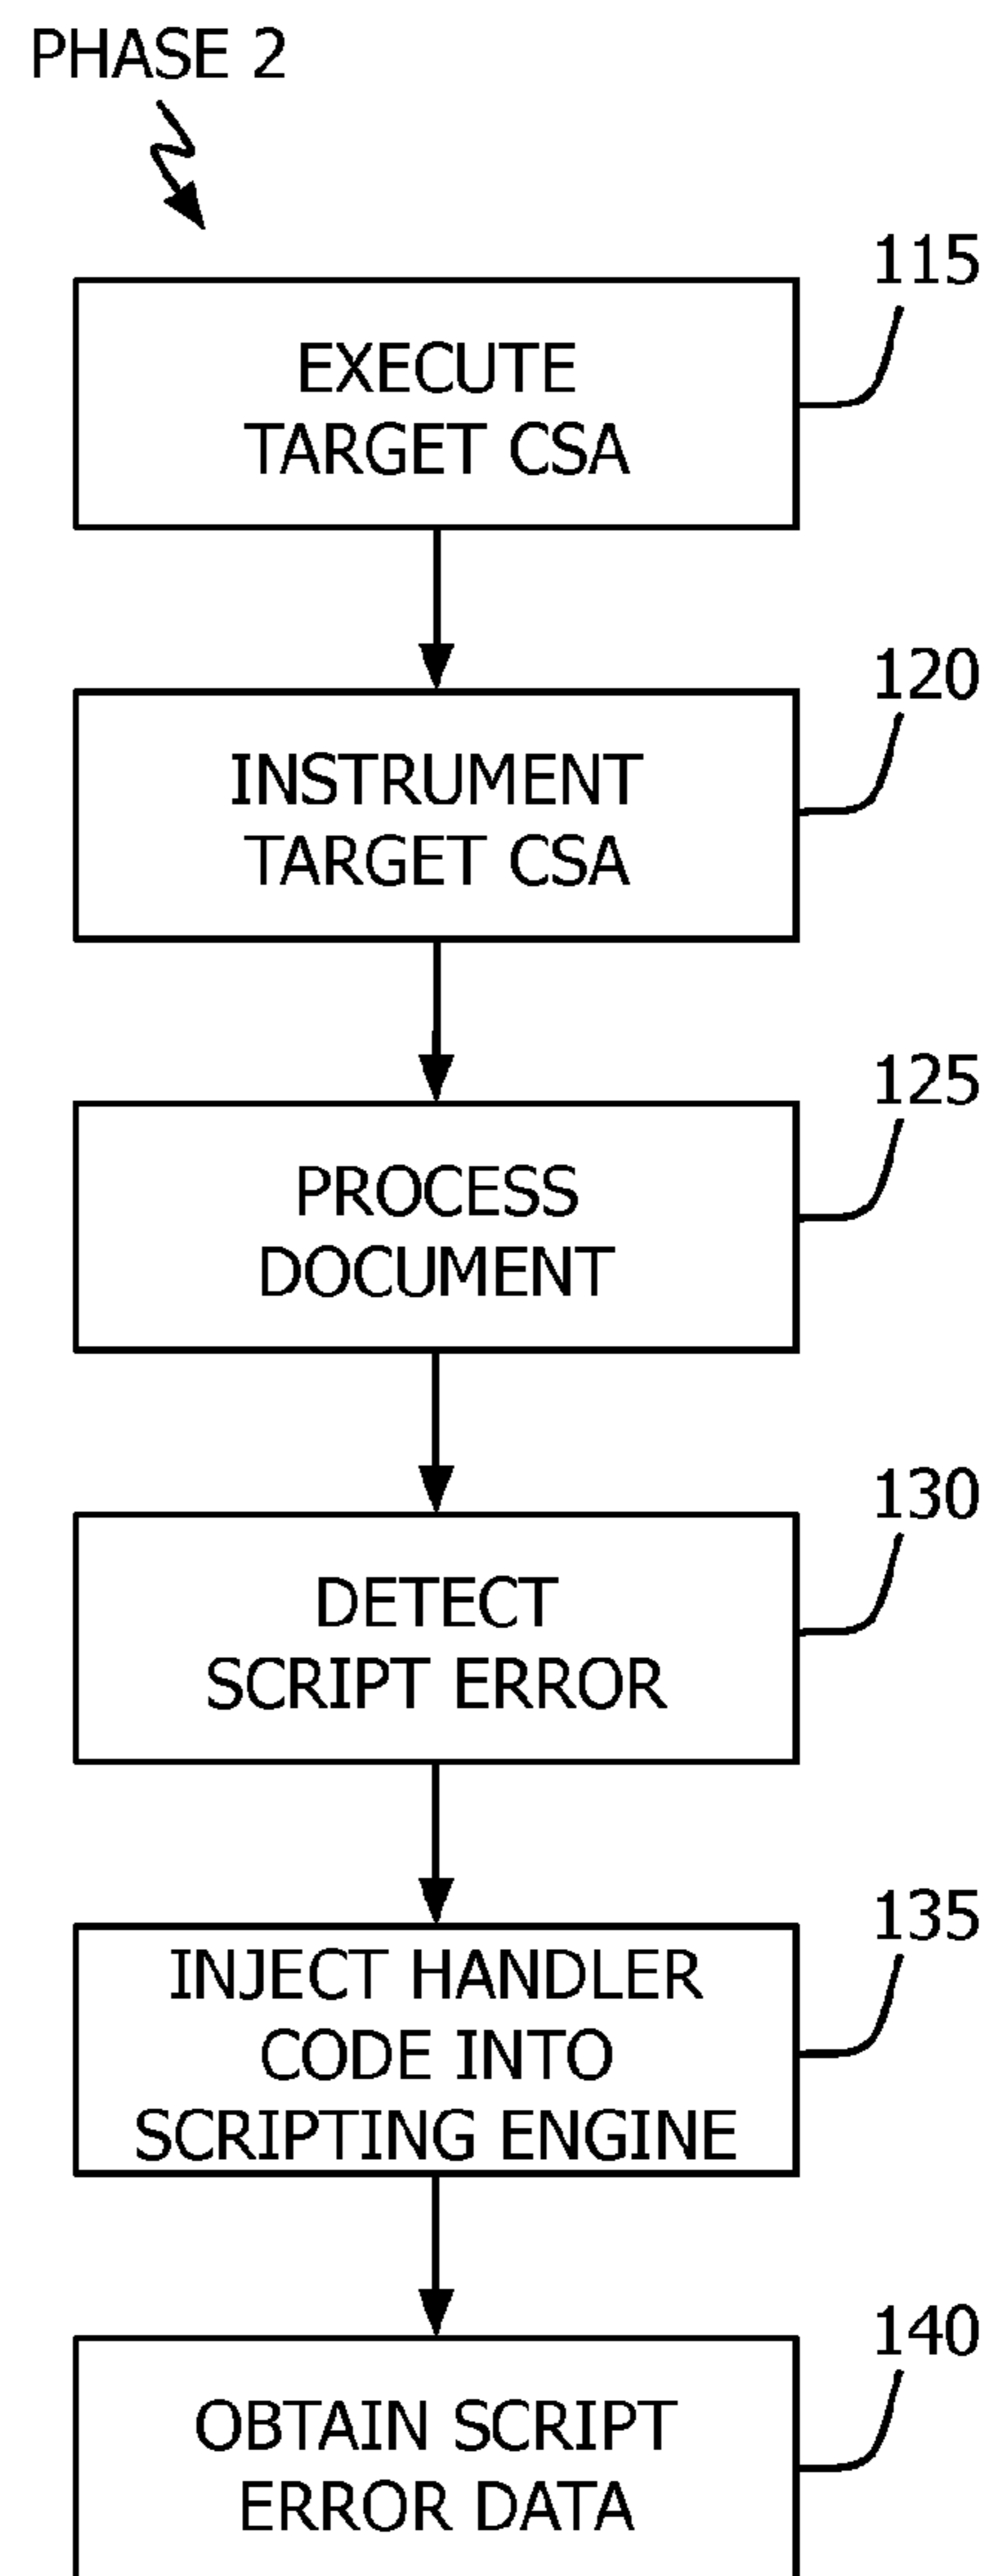 PHASE 2
115
EXECUTE
TARGET CSA
120
INSTRUMENT
TARGET CSA
125
PROCESS
DOCUMENT
130
DETECT
SCRIPT ERROR
135
INJECT HANDLER
CODE INTO
SCRIPTING ENGINE
140
OBTAIN SCRIPT
ERROR DATA